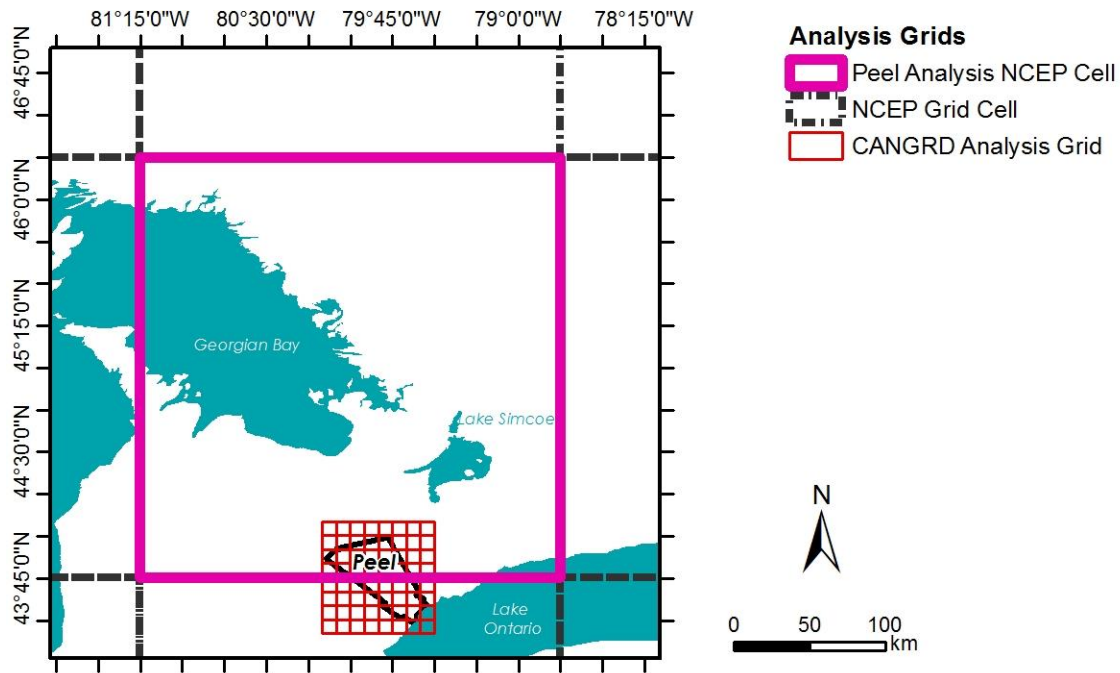 81°15'0"W 80°30'0"W 79°45'0"W 79°0'0"W 78°15'0"W
46°45'0"N
46°0'0"N
45°15'0"N
44°30'0"N
43°45'0"N
Georgian Bay
Lake Simcoe
Peel
Lake
Ontario
Analysis Grids
Peel Analysis NCEP Cell
NCEP Grid Cell
CANGRD Analysis Grid
N
0 50 100
km